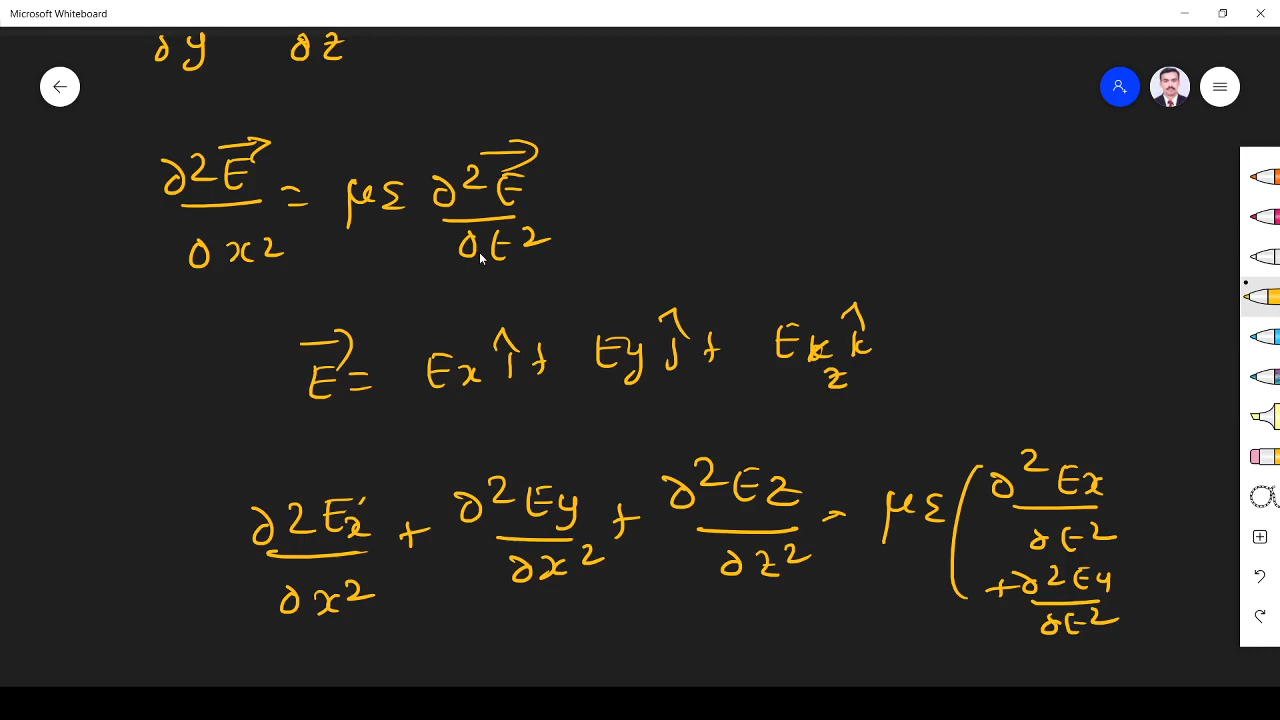 Microsoft Whiteboard
∂y ∂z
∂2E⃗/∂x2 = με ∂2E⃗/∂t2
E⃗ = Ex î + Ey ĵ + Ez k̂
∂2Ex/∂x2 + ∂2Ey/∂x2 + ∂2Ez/∂z2 = με (∂2Ex/∂t2
+ ∂2Ey/∂t2